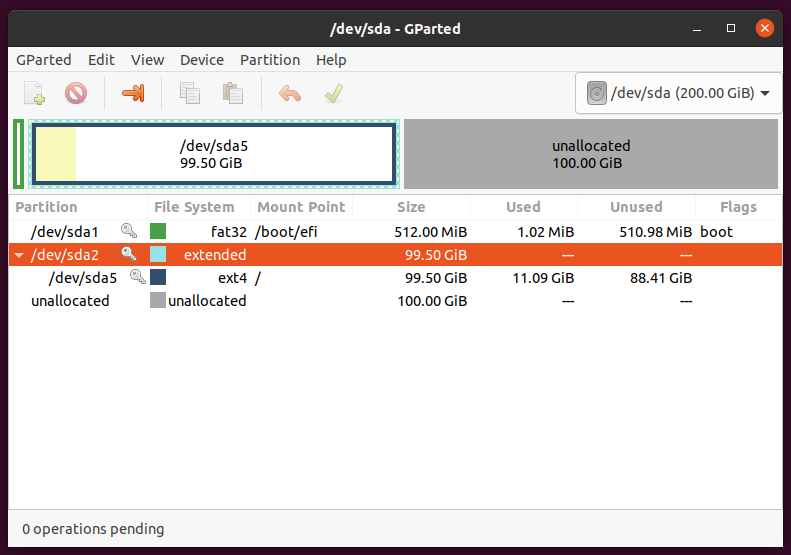 /dev/sda - GParted
GParted Edit View Device Partition Help
/dev/sda (200.00 GiB)
/dev/sda5
99.50 GiB
unallocated
100.00 GiB
Partition File System Mount Point Size Used Unused Flags
/dev/sda1 fat32 /boot/efi 512.00 MiB 1.02 MiB 510.98 MiB boot
/dev/sda2 extended 99.50 GiB --- ---
/dev/sda5 ext4 / 99.50 GiB 11.09 GiB 88.41 GiB
unallocated unallocated 100.00 GiB --- ---
0 operations pending